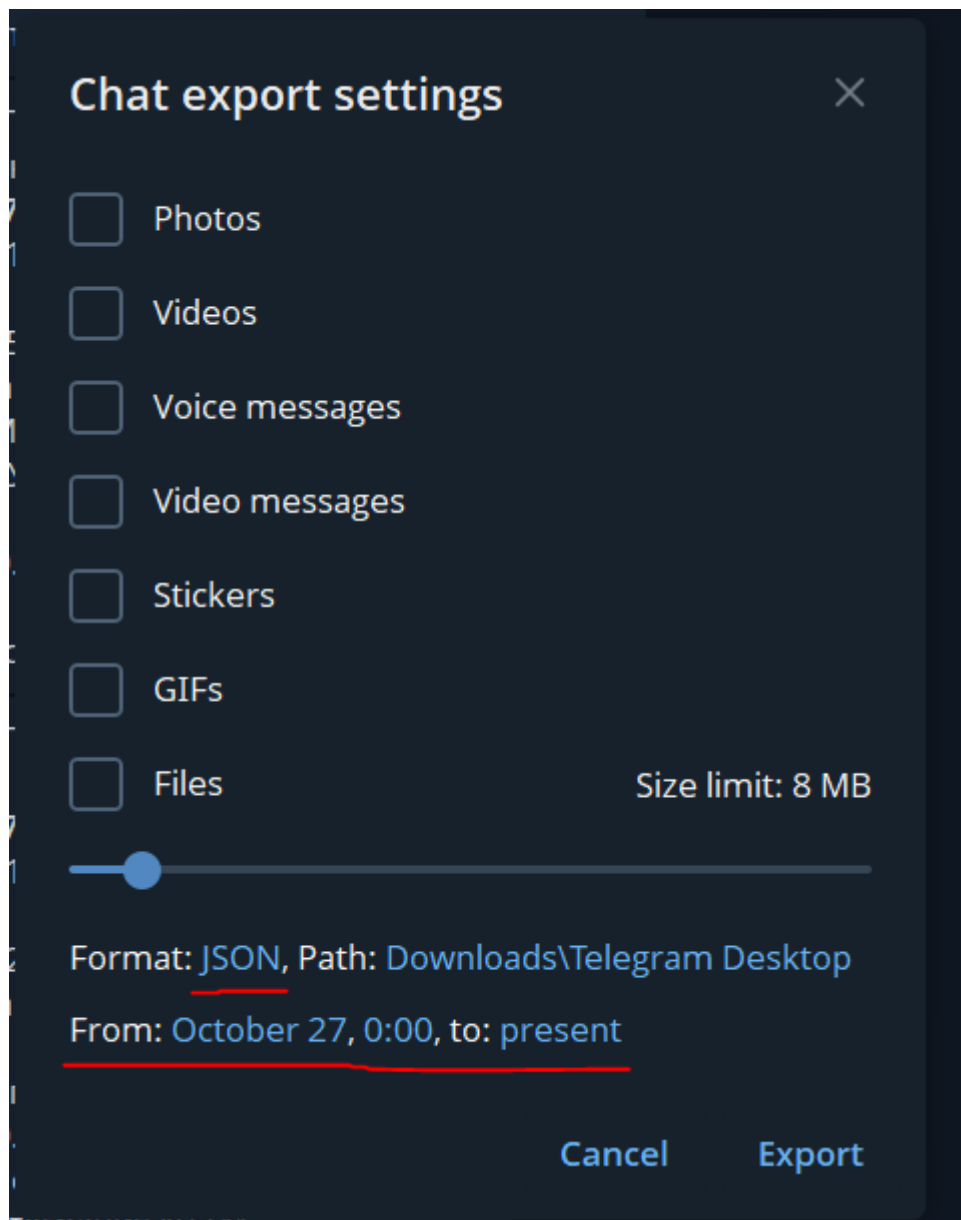 Chat export settings
Photos
Videos
Voice messages
Video messages
Stickers
GIFs
Files
Size limit: 8 MB
Format: JSON, Path: Downloads\Telegram Desktop
From: October 27, 0:00, to: present
Cancel
Export